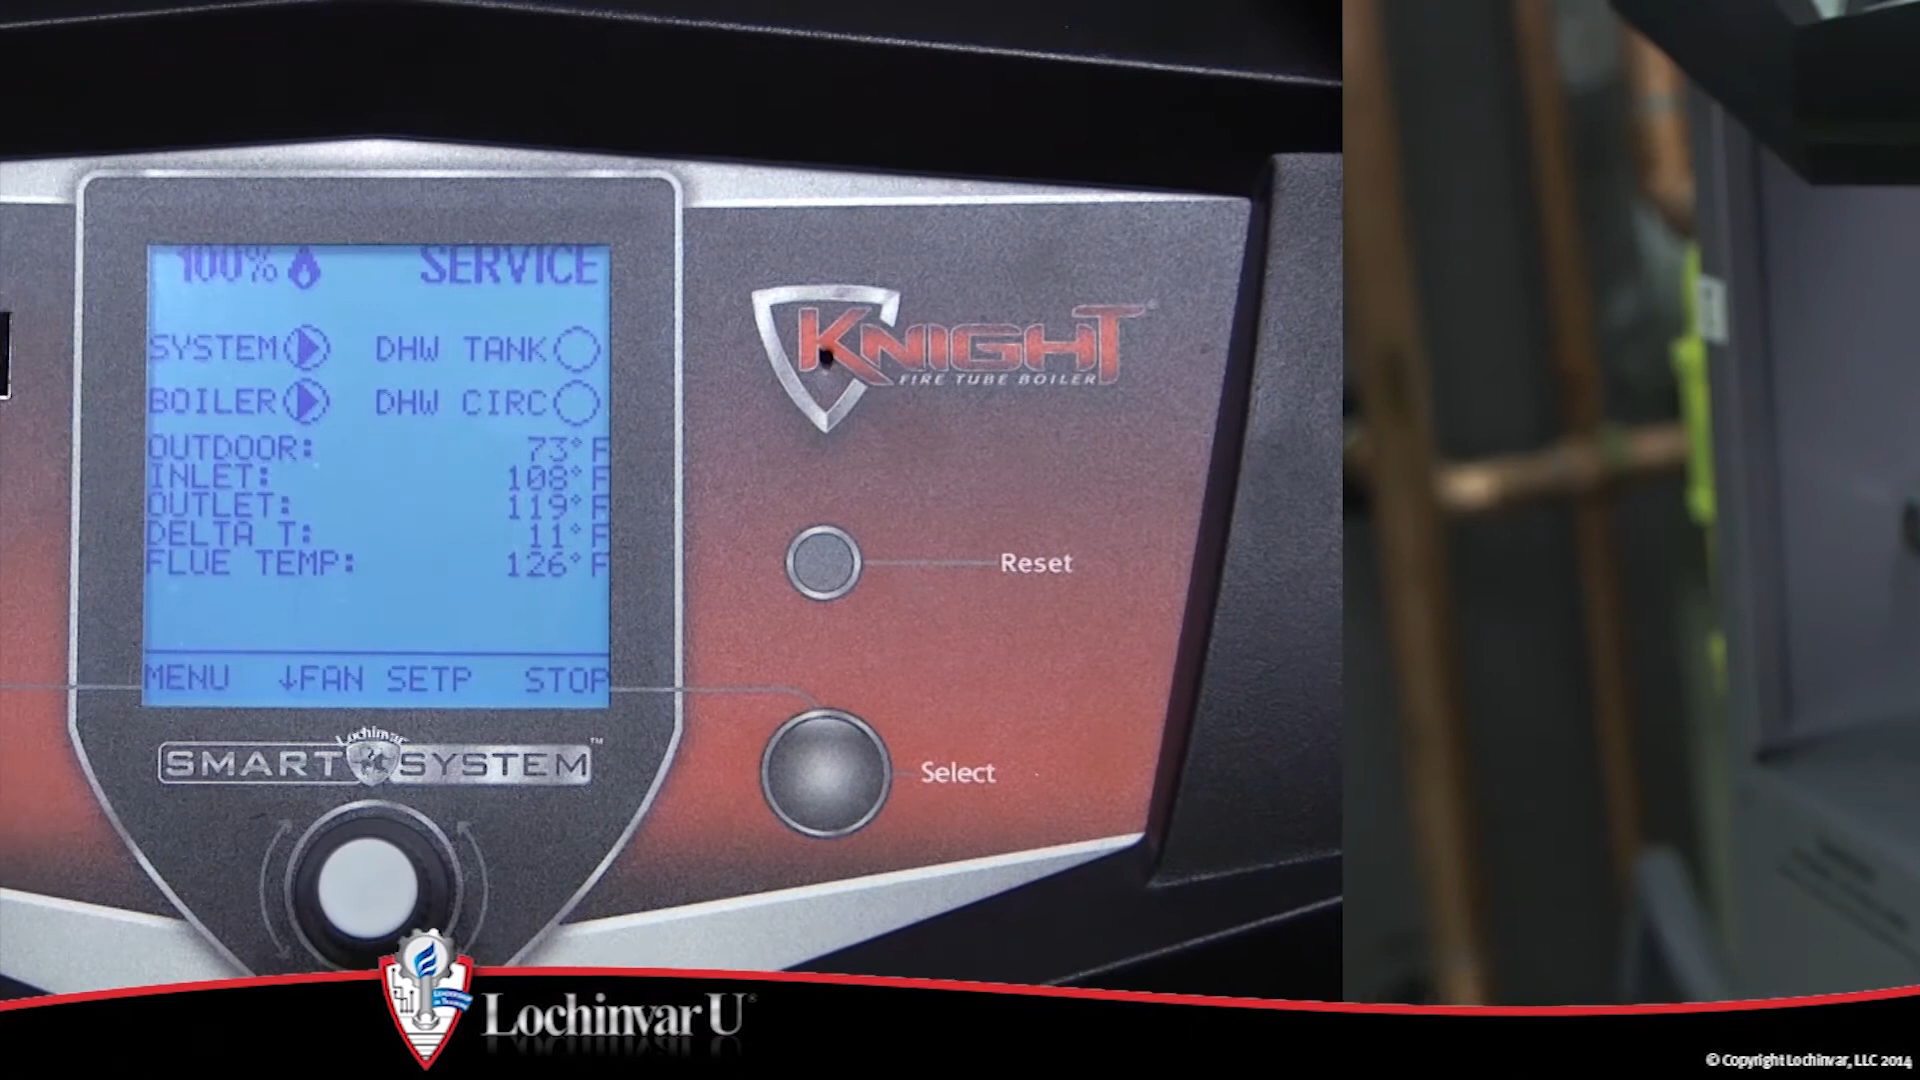 100% SERVICE
SYSTEM DHW TANK
BOILER DHW CIRC
OUTDOOR: 73°F
INLET: 108°F
OUTLET: 119°F
DELTA T: 11°F
FLUE TEMP: 126°F
MENU ↓FAN SETP STOP
Lochinvar
SMART SYSTEM™
KNIGHT
FIRE TUBE BOILER
Reset
Select
Lochinvar U®
© Copyright Lochinvar, LLC 2014